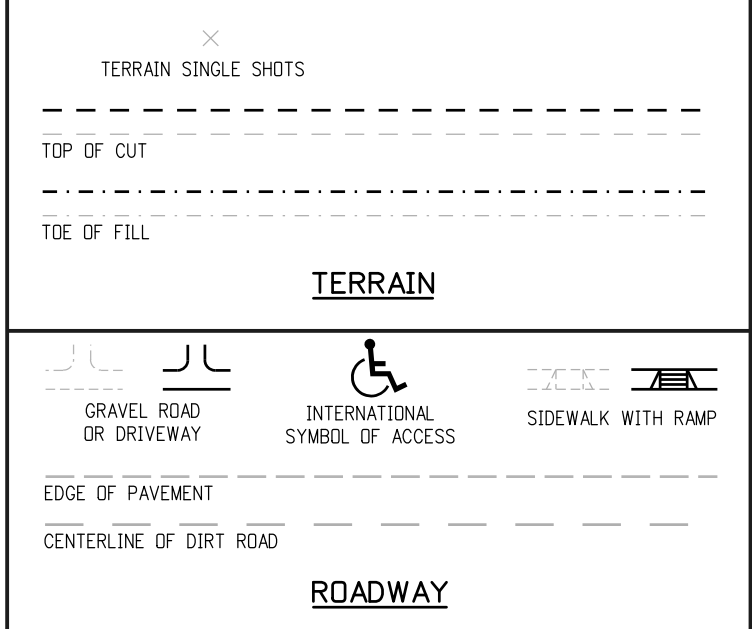 TERRAIN SINGLE SHOTS
TOP OF CUT
TOE OF FILL
TERRAIN
GRAVEL ROAD
OR DRIVEWAY
INTERNATIONAL
SYMBOL OF ACCESS
SIDEWALK WITH RAMP
EDGE OF PAVEMENT
CENTERLINE OF DIRT ROAD
ROADWAY